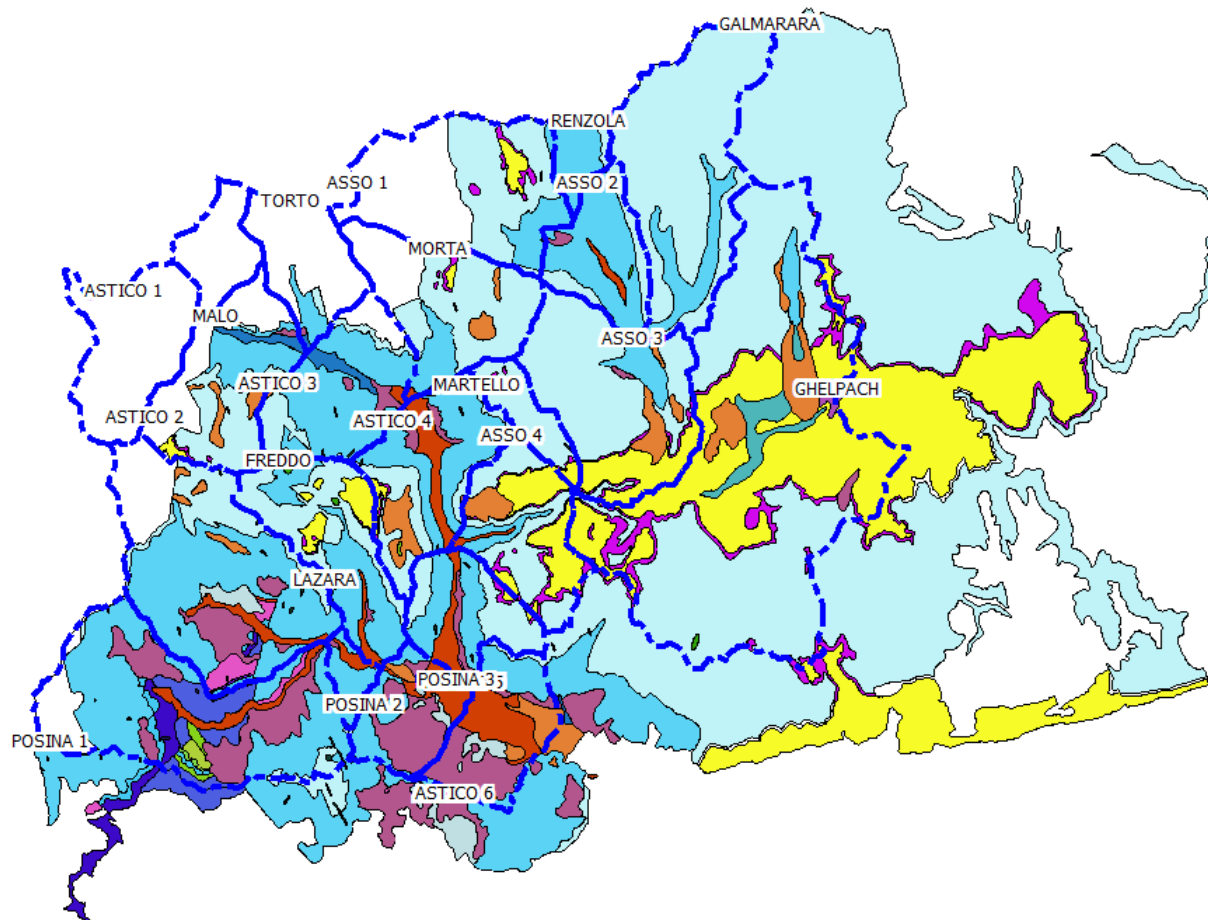 GALMARARA
RENZOLA
ASSO 2
ASSO 1
TORTO
MORTA
ASTICO 1
MALO
ASSO 3
ASTICO 3
MARTELLO
GHELPACH
ASTICO 2
ASTICO 4
ASSO 4
FREDDO
LAZARA
POSINA 3
5
POSINA 2
POSINA 1
ASTICO 6